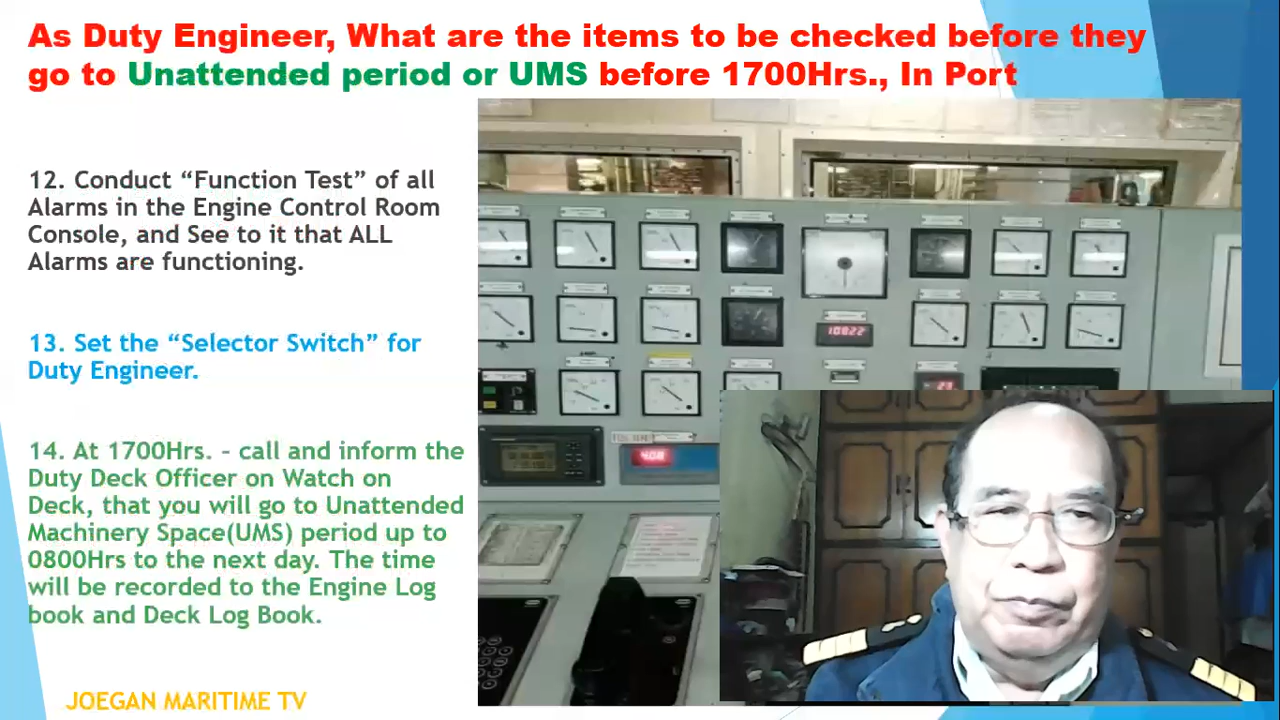 As Duty Engineer, What are the items to be checked before they
go to Unattended period or UMS before 1700Hrs., In Port
12. Conduct “Function Test” of all
Alarms in the Engine Control Room
Console, and See to it that ALL
Alarms are functioning.
13. Set the “Selector Switch” for
Duty Engineer.
14. At 1700Hrs. – call and inform the
Duty Deck Officer on Watch on
Deck, that you will go to Unattended
Machinery Space(UMS) period up to
0800Hrs to the next day. The time
will be recorded to the Engine Log
book and Deck Log Book.
JOEGAN MARITIME TV